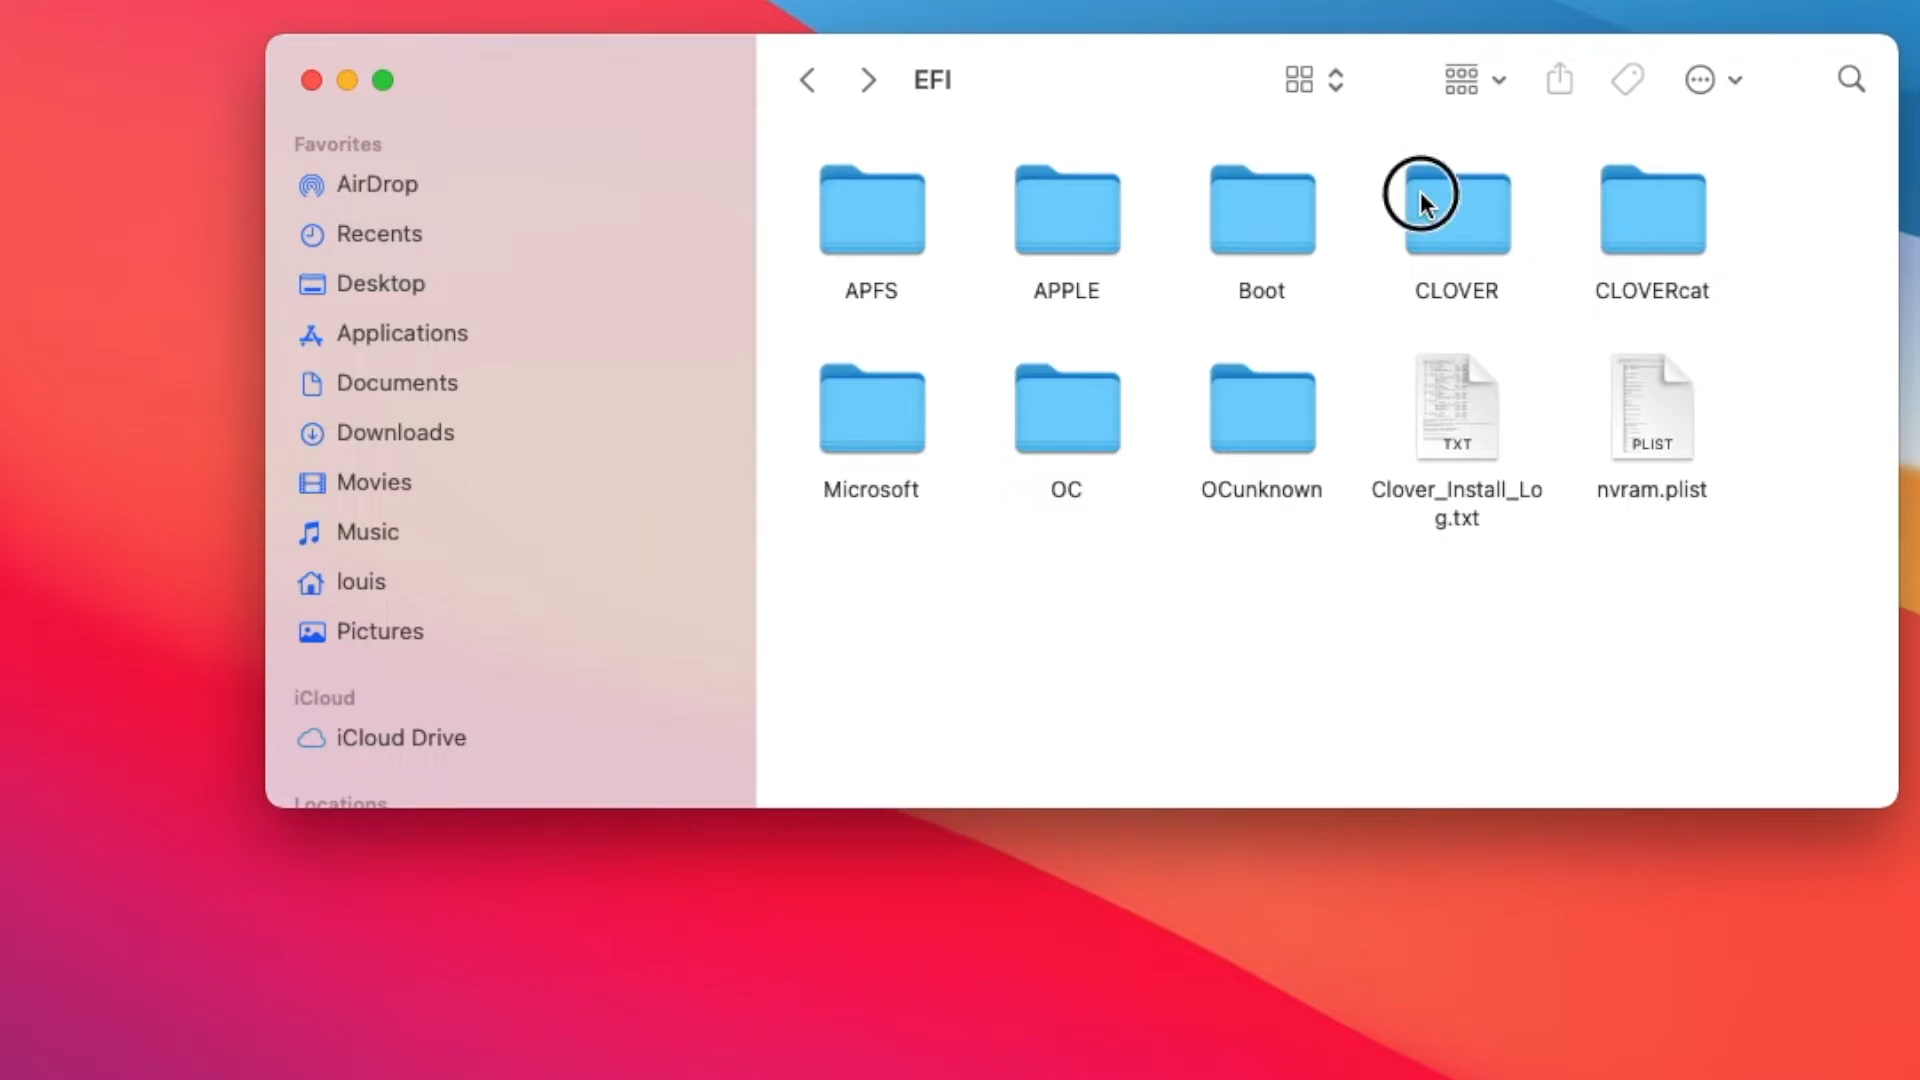 EFI
Favorites
AirDrop
Recents
Desktop
Applications
Documents
Downloads
Movies
Music
louis
Pictures
iCloud
iCloud Drive
Locations
APFS
APPLE
Boot
CLOVER
CLOVERcat
TXT
PLIST
Microsoft
OC
OCunknown
Clover_Install_Lo
g.txt
nvram.plist